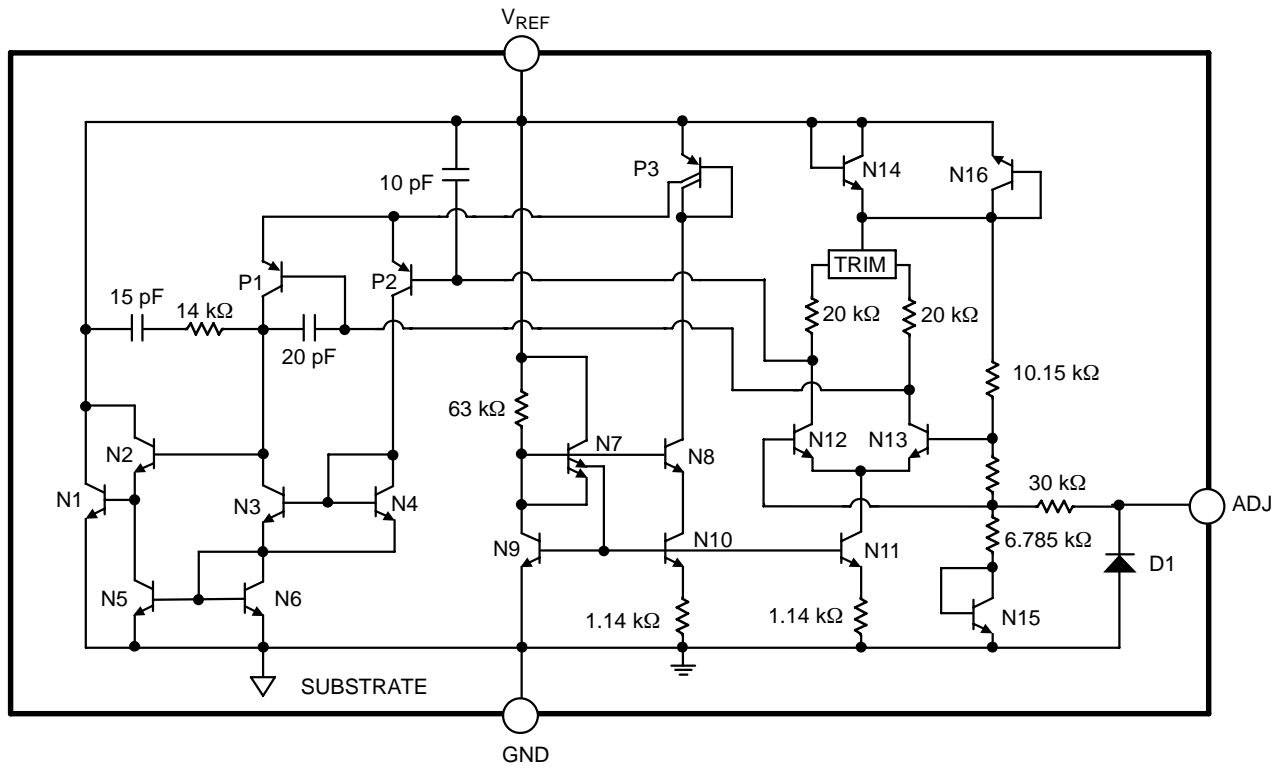 VREF
P3
N14
N16
10 pF
TRIM
P1
P2
15 pF
14 kΩ
20 kΩ
20 kΩ
20 pF
10.15 kΩ
63 kΩ
N7
N12
N13
N2
N8
30 kΩ
N1
N3
N4
ADJ
N9
N10
N11
6.785 kΩ
D1
N5
N6
N15
1.14 kΩ
1.14 kΩ
SUBSTRATE
GND